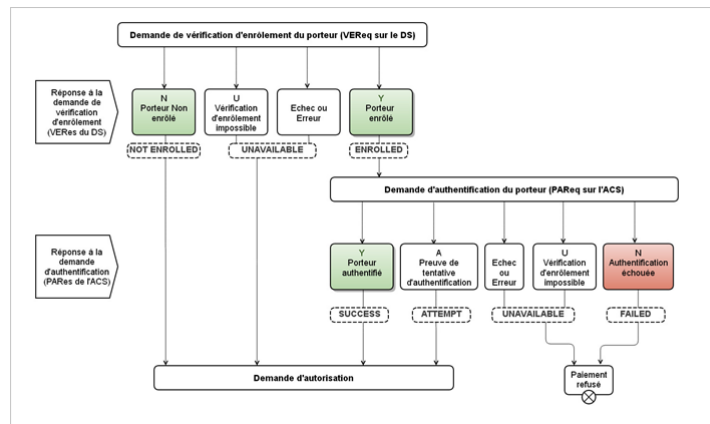 Demande de vérification d'enrôlement du porteur (VEReq sur le DS)
Réponse à la
demande de
vérification
d'enrôlement
(VERes du DS)
N
Porteur Non
enrôlé
U
Vérification
d'enrôlement
impossible
Echec ou
Erreur
Y
Porteur
enrôlé
NOT ENROLLED
UNAVAILABLE
ENROLLED
Demande d'authentification du porteur (PAReq sur l'ACS)
Réponse à la
demande
d'authentification
(PARes de l'ACS)
Y
Porteur
authentifié
A
Preuve de
tentative
d'authentification
Echec
ou
Erreur
U
Vérification
d'enrôlement
impossible
N
Authentification
échouée
SUCCESS
ATTEMPT
UNAVAILABLE
FAILED
Demande d'autorisation
Paiement
refusé